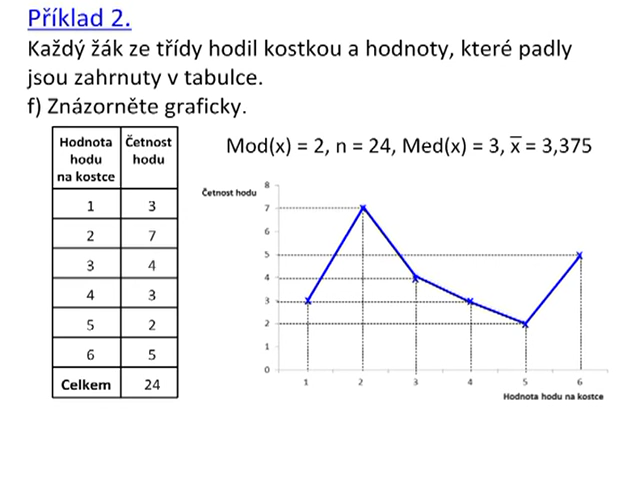 Příklad 2.
Každý žák ze třídy hodil kostkou a hodnoty, které padly
jsou zahrnuty v tabulce.
f) Znázorněte graficky.
Hodnota hodu na kostce Četnost hodu
1 3
2 7
3 4
4 3
5 2
6 5
Celkem 24
Mod(x) = 2, n = 24, Med(x) = 3, x̅ = 3,375
Četnost hodu
8
7
6
5
4
3
2
1
0
1 2 3 4 5 6
Hodnota hodu na kostce